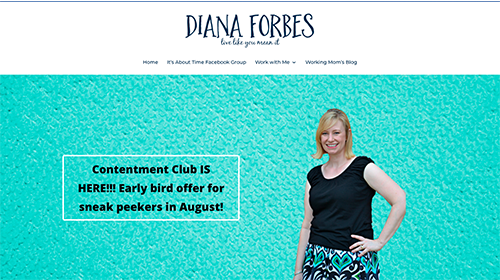 DIANA FORBES
live like you mean it
Home It's About Time Facebook Group Work with Me Working Mom's Blog
Contentment Club IS
HERE!!! Early bird offer for
sneak peekers in August!